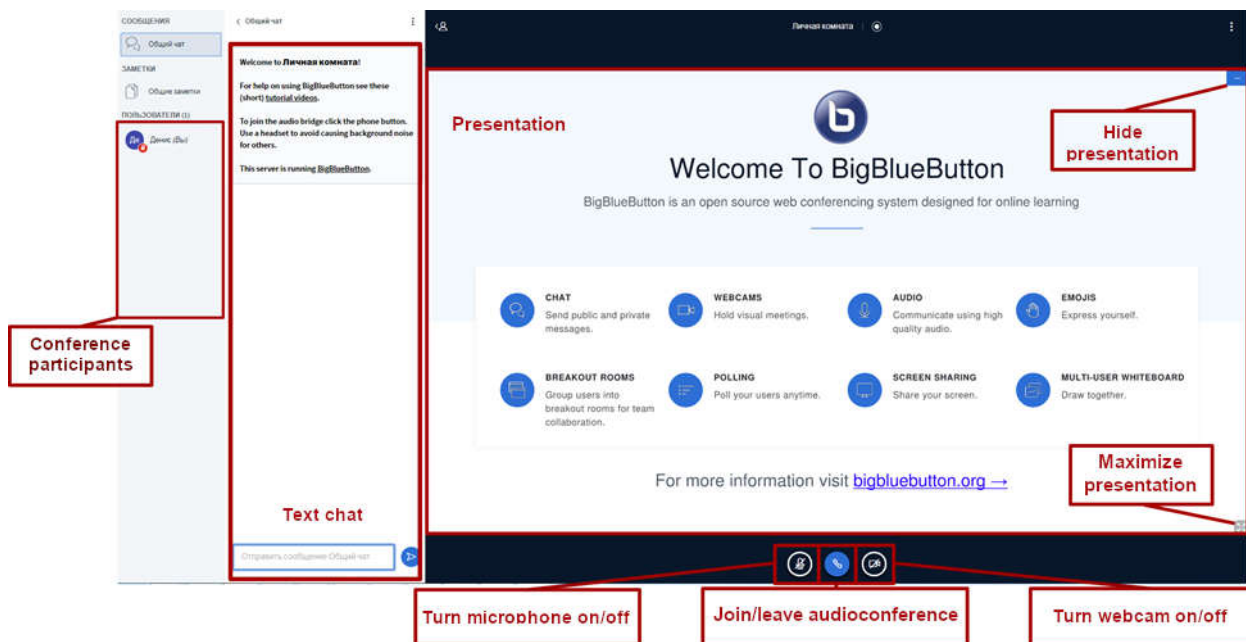 СООБЩЕНИЯ
Общий чат
ЗАМЕТКИ
Общие заметки
ПОЛЬЗОВАТЕЛИ (1)
Де
Денис (Вы)
Conference
participants
Общий чат
Welcome to Личная комната!
For help on using BigBlueButton see these
(short) tutorial videos.
To join the audio bridge click the phone button.
Use a headset to avoid causing background noise
for others.
This server is running BigBlueButton.
Text chat
Отправить сообщение Общий чат
Личная комната
Presentation
b
Hide
presentation
Welcome To BigBlueButton
BigBlueButton is an open source web conferencing system designed for online learning
CHAT
Send public and private
messages.
WEBCAMS
Hold visual meetings.
AUDIO
Communicate using high
quality audio.
EMOJIS
Express yourself.
BREAKOUT ROOMS
Group users into
breakout rooms for team
collaboration.
POLLING
Poll your users anytime.
SCREEN SHARING
Share your screen.
MULTI-USER WHITEBOARD
Draw together.
For more information visit bigbluebutton.org →
Maximize
presentation
Turn microphone on/off
Join/leave audioconference
Turn webcam on/off